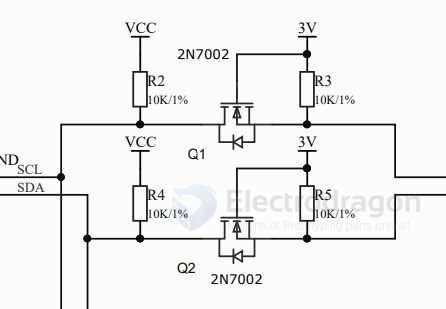 VCC
3V
2N7002
R2
10K/1%
R3
10K/1%
Q1
VCC
3V
ND
SCL
SDA
R4
10K/1%
R5
10K/1%
Electrodragon
ns of Prototyping parts online!
Q2
2N7002